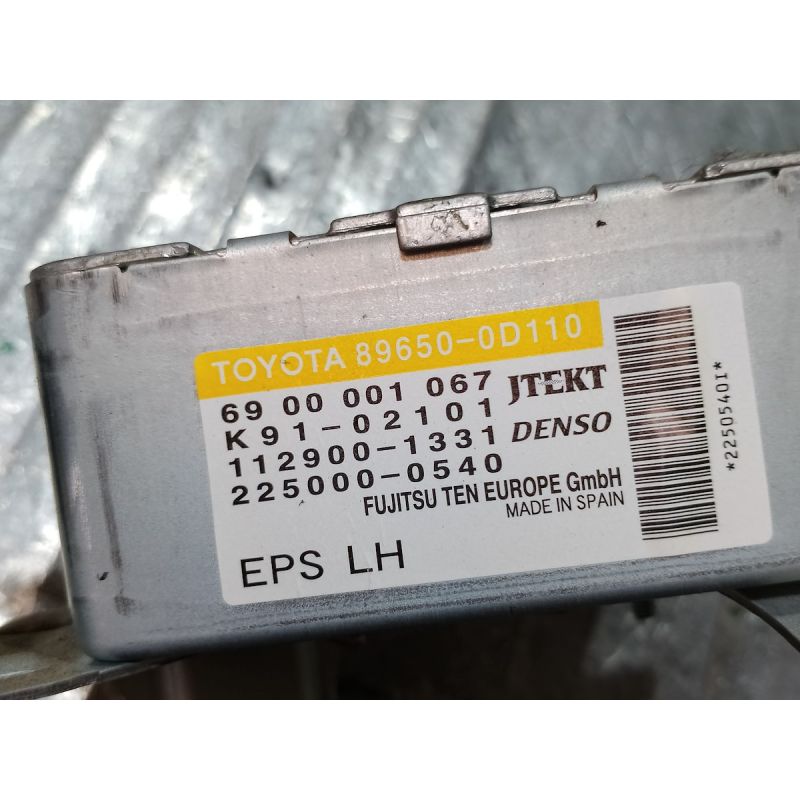 TOYOTA 89650-0D110
69 00 001 067 JTEKT
K91-02101
112900-1331 DENSO
225000-0540
FUJITSU TEN EUROPE GmbH
MADE IN SPAIN
EPS LH
*22505401*